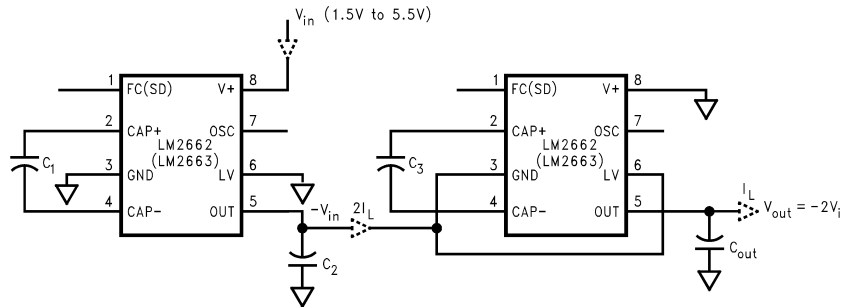 V_in (1.5V to 5.5V)
1 FC(SD) V+ 8
2 CAP+ OSC 7
LM2662
(LM2663)
3 GND LV 6
4 CAP- OUT 5
C_1
-V_in
2I_L
C_2
1 FC(SD) V+ 8
2 CAP+ OSC 7
LM2662
(LM2663)
3 GND LV 6
4 CAP- OUT 5
C_3
I_L
V_out = -2V_i
C_out